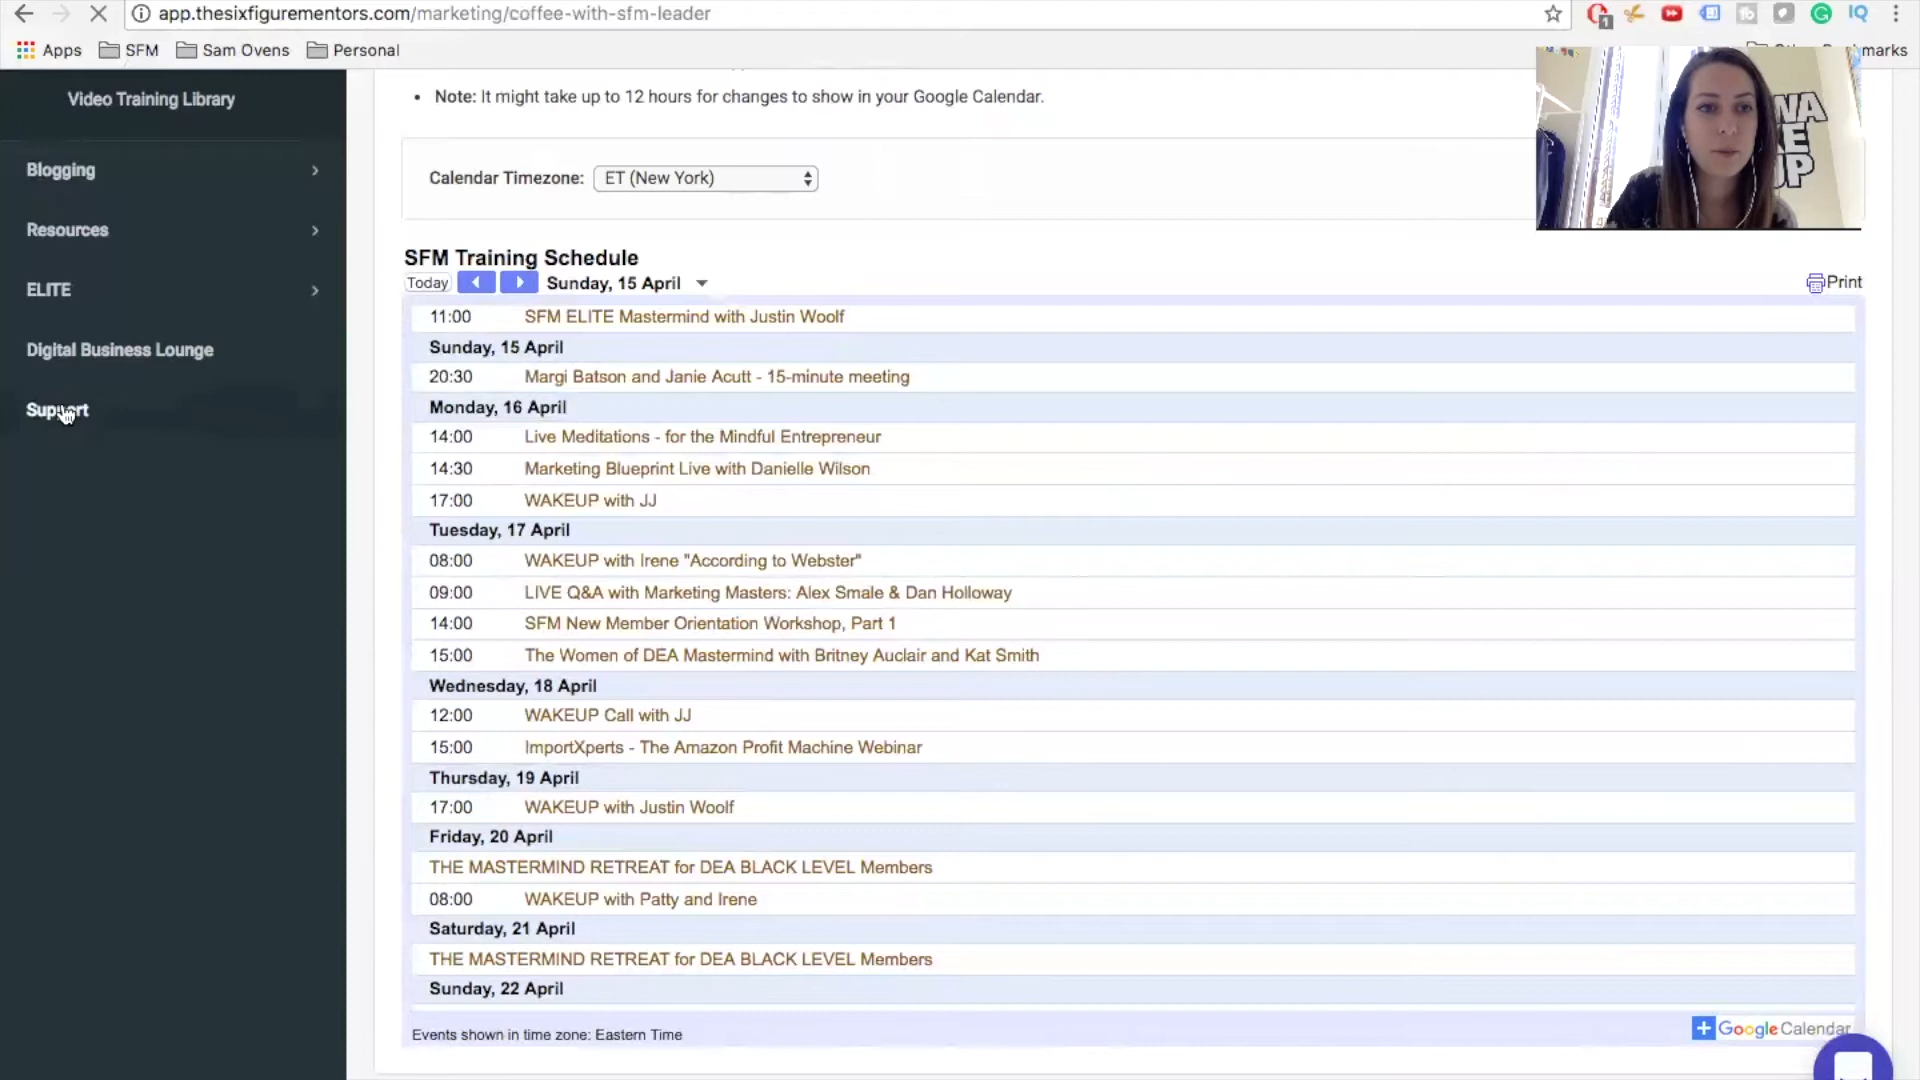 app.thesixfigurementors.com/marketing/coffee-with-sfm-leader
1
IQ
Apps
SFM
Sam Ovens
Personal
marks
Video Training Library
Blogging
Resources
ELITE
Digital Business Lounge
Support
• Note: It might take up to 12 hours for changes to show in your Google Calendar.
Calendar Timezone: ET (New York)
WA
KE
UP
SFM Training Schedule
Today Sunday, 15 April
Print
11:00 SFM ELITE Mastermind with Justin Woolf
Sunday, 15 April
20:30 Margi Batson and Janie Acutt - 15-minute meeting
Monday, 16 April
14:00 Live Meditations - for the Mindful Entrepreneur
14:30 Marketing Blueprint Live with Danielle Wilson
17:00 WAKEUP with JJ
Tuesday, 17 April
08:00 WAKEUP with Irene "According to Webster"
09:00 LIVE Q&A with Marketing Masters: Alex Smale & Dan Holloway
14:00 SFM New Member Orientation Workshop, Part 1
15:00 The Women of DEA Mastermind with Britney Auclair and Kat Smith
Wednesday, 18 April
12:00 WAKEUP Call with JJ
15:00 ImportXperts - The Amazon Profit Machine Webinar
Thursday, 19 April
17:00 WAKEUP with Justin Woolf
Friday, 20 April
THE MASTERMIND RETREAT for DEA BLACK LEVEL Members
08:00 WAKEUP with Patty and Irene
Saturday, 21 April
THE MASTERMIND RETREAT for DEA BLACK LEVEL Members
Sunday, 22 April
Events shown in time zone: Eastern Time
Google Calendar